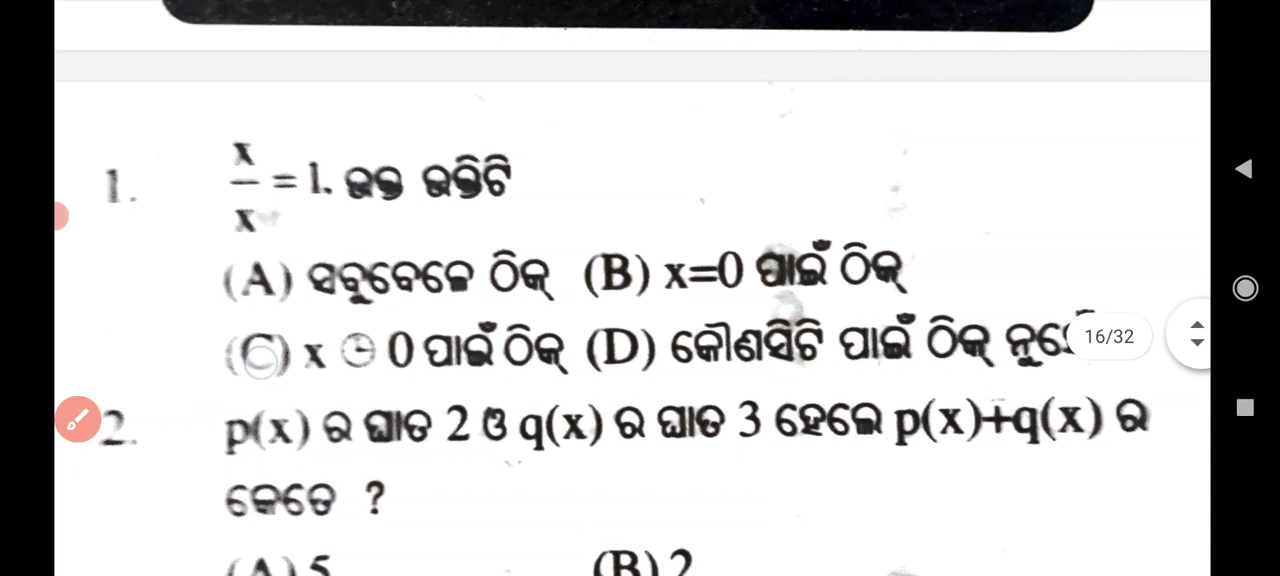 1. x/x = 1. ଉକ୍ତ ଉକ୍ତିଟି
(A) ସବୁବେଳେ ଠିକ୍ (B) x=0 ପାଇଁ ଠିକ୍
(C) x 0 ପାଇଁ ଠିକ୍ (D) କୌଣସିଟି ପାଇଁ ଠିକ୍
16/32
2. p(x) ର ଘାତ 2 ଓ q(x) ର ଘାତ 3 ହେଲେ p(x)+q(x) ର
କେତେ ?
(A) 5 (B) 2